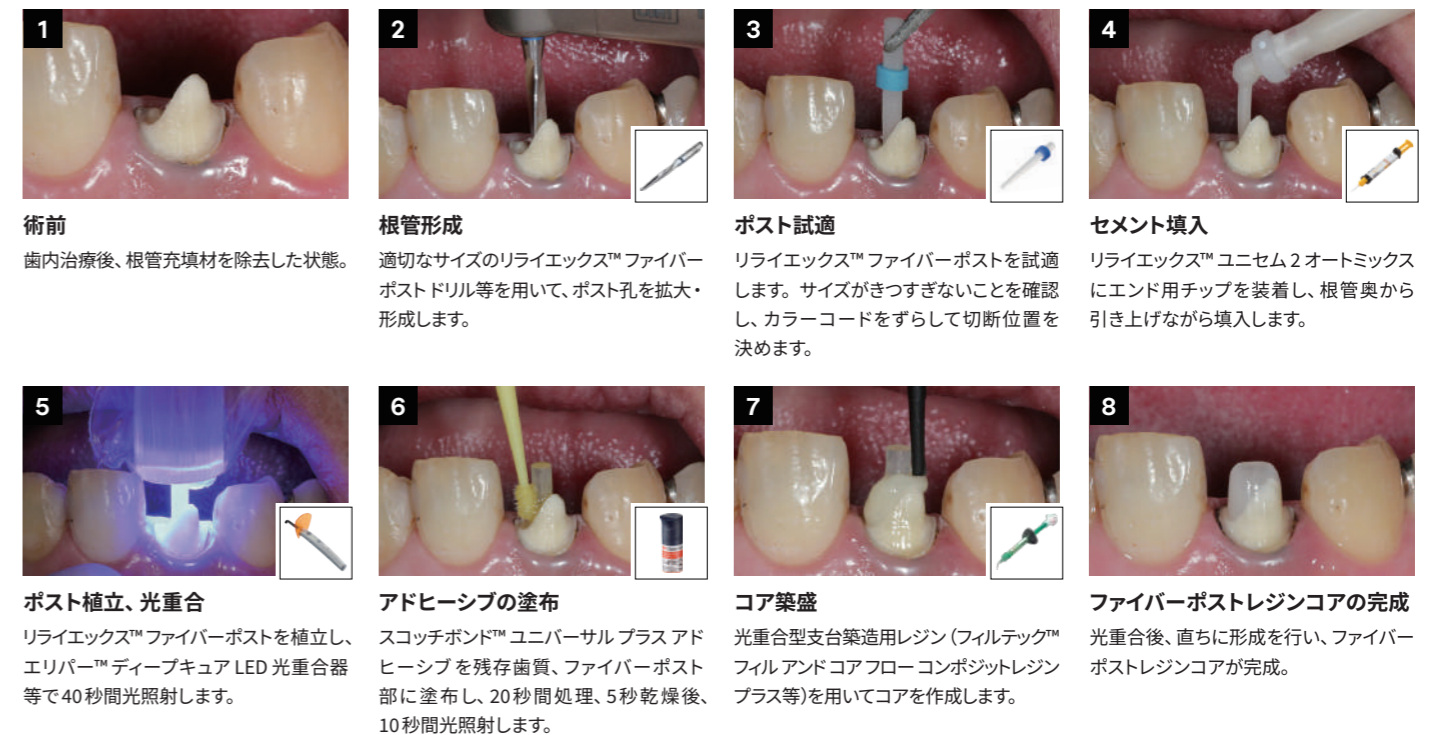 1
術前
歯内治療後、根管充填材を除去した状態。
2
根管形成
適切なサイズのリライエックス™ ファイバー
ポストドリル等を用いて、ポスト孔を拡大・
形成します。
3
ポスト試適
リライエックス™ ファイバーポストを試適
します。サイズがきつすぎないことを確認
し、カラーコードをずらして切断位置を
決めます。
4
セメント填入
リライエックス™ ユニセム 2 オートミックス
にエンド用チップを装着し、根管奥から
引き上げながら填入します。
5
ポスト植立、光重合
リライエックス™ ファイバーポストを植立し、
エリパー™ ディープキュア LED 光重合器
等で40秒間光照射します。
6
アドヒーシブの塗布
スコッチボンド™ ユニバーサル プラス アド
ヒーシブ を残存歯質、ファイバーポスト
部に塗布し、20秒間処理、5秒乾燥後、
10秒間光照射します。
7
コア築盛
光重合型支台築造用レジン（フィルテック™
フィル アンド コア フロー コンポジットレジン
プラス等)を用いてコアを作成します。
8
ファイバーポストレジンコアの完成
光重合後、直ちに形成を行い、ファイバー
ポストレジンコアが完成。